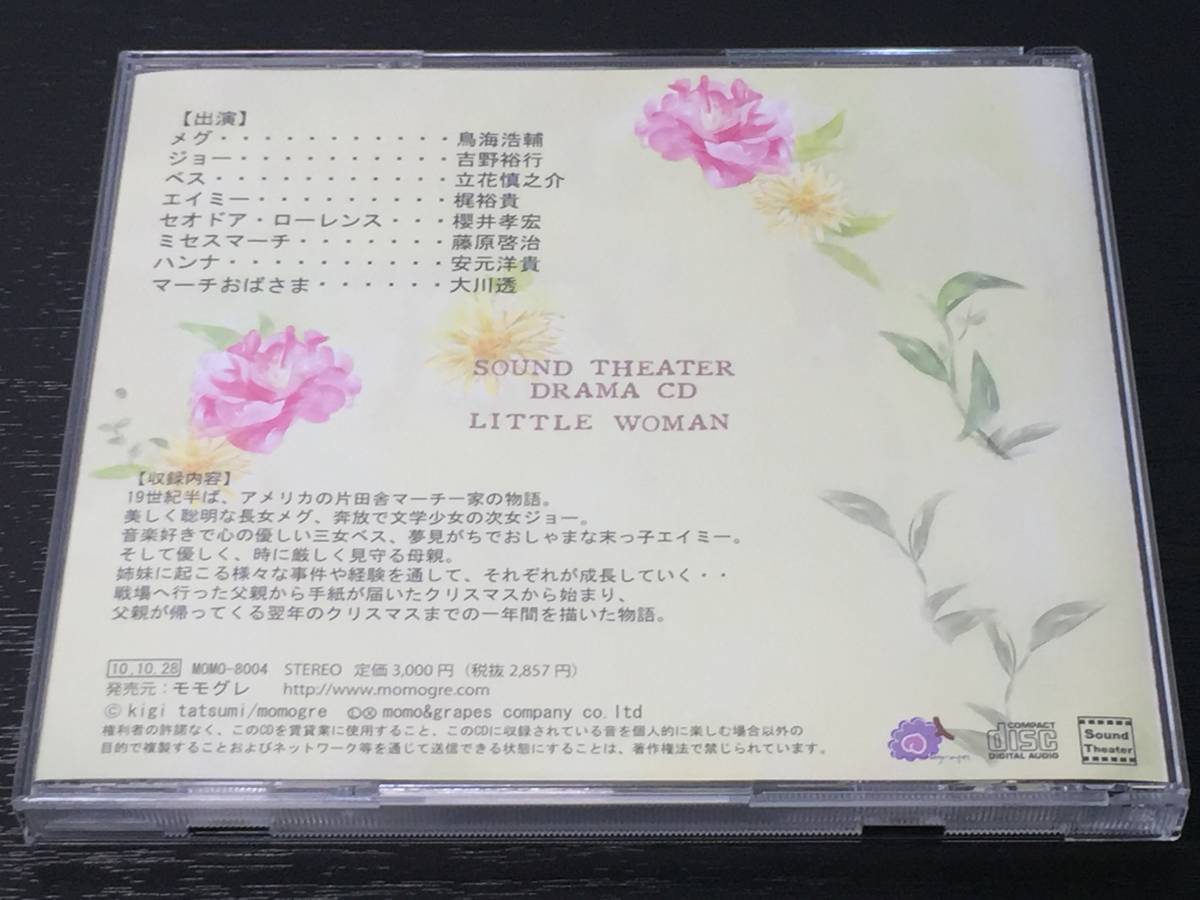 【出演】
メグ・・・・・・・・・・・・鳥海浩輔
ジョー・・・・・・・・・・・吉野裕行
ベス・・・・・・・・・・・・立花慎之介
エイミー・・・・・・・・・・梶裕貴
セオドア・ローレンス・・・櫻井孝宏
ミセスマーチ・・・・・・・藤原啓治
ハンナ・・・・・・・・・・安元洋貴
マーチおばさま・・・・・・大川透
SOUND THEATER
DRAMA CD
LITTLE WOMAN
【収録内容】
19世紀半ば、アメリカの片田舎マーチ一家の物語。
美しく聡明な長女メグ、奔放で文学少女の次女ジョー。
音楽好きで心の優しい三女ベス、夢見がちでおしゃまな末っ子エイミー。
そして優しく、時に厳しく見守る母親。
姉妹に起こる様々な事件や経験を通して、それぞれが成長していく・・
戦場へ行った父親から手紙が届いたクリスマスから始まり、
父親が帰ってくる翌年のクリスマスまでの一年間を描いた物語。
10.10.28 MOMO-8004 STEREO 定価 3,000 円（税抜 2,857 円）
発売元：モモグレ http://www.momogre.com
© kigi tatsumi/momogre ⓁⓍ momo&grapes company co.ltd
権利者の許諾なく、このCDを賃貸業に使用すること、このCDに収録されている音を個人的に楽しむ場合以外の
目的で複製することおよびネットワーク等を通じて送信できる状態にすることは、著作権法で禁じられています。
COMPACT
disc
DIGITAL AUDIO
Sound
Theater